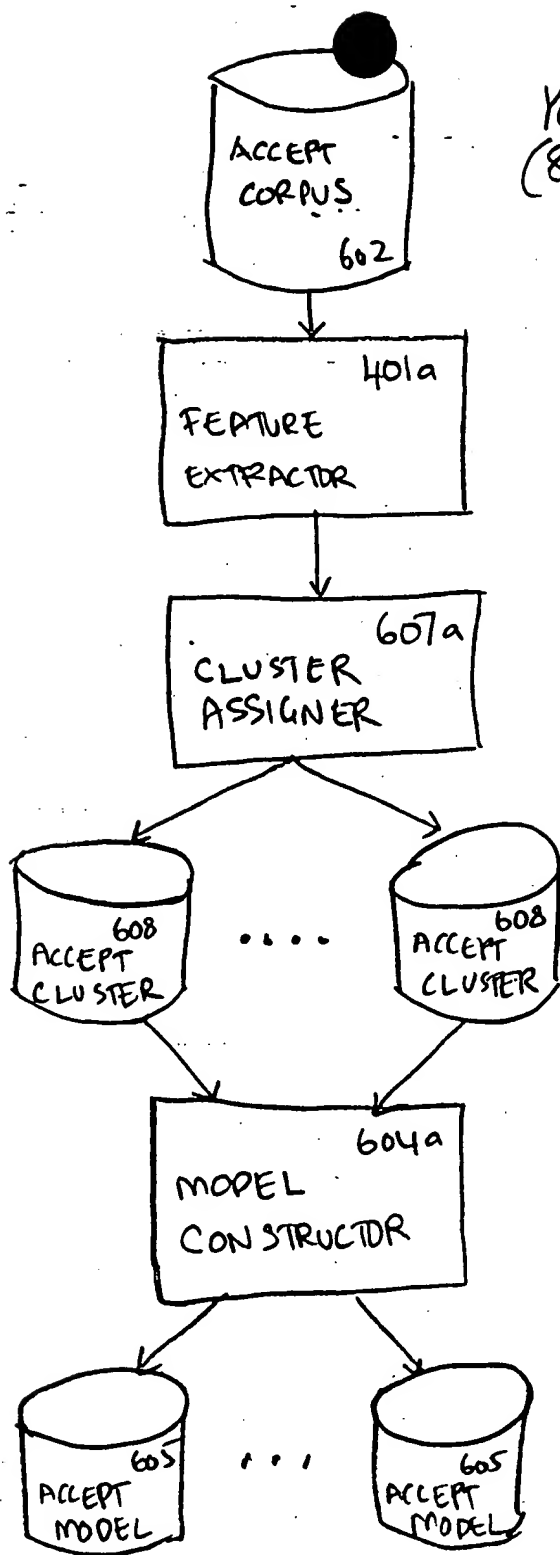 ACCEPT
CORPUS
602
401a
FEATURE
EXTRACTOR
607a
CLUSTER
ASSIGNER
608
ACCEPT
CLUSTER
....
608
ACCEPT
CLUSTER
604a
MODEL
CONSTRUCTOR
605
ACCEPT
MODEL
...
605
ACCEPT
MODEL